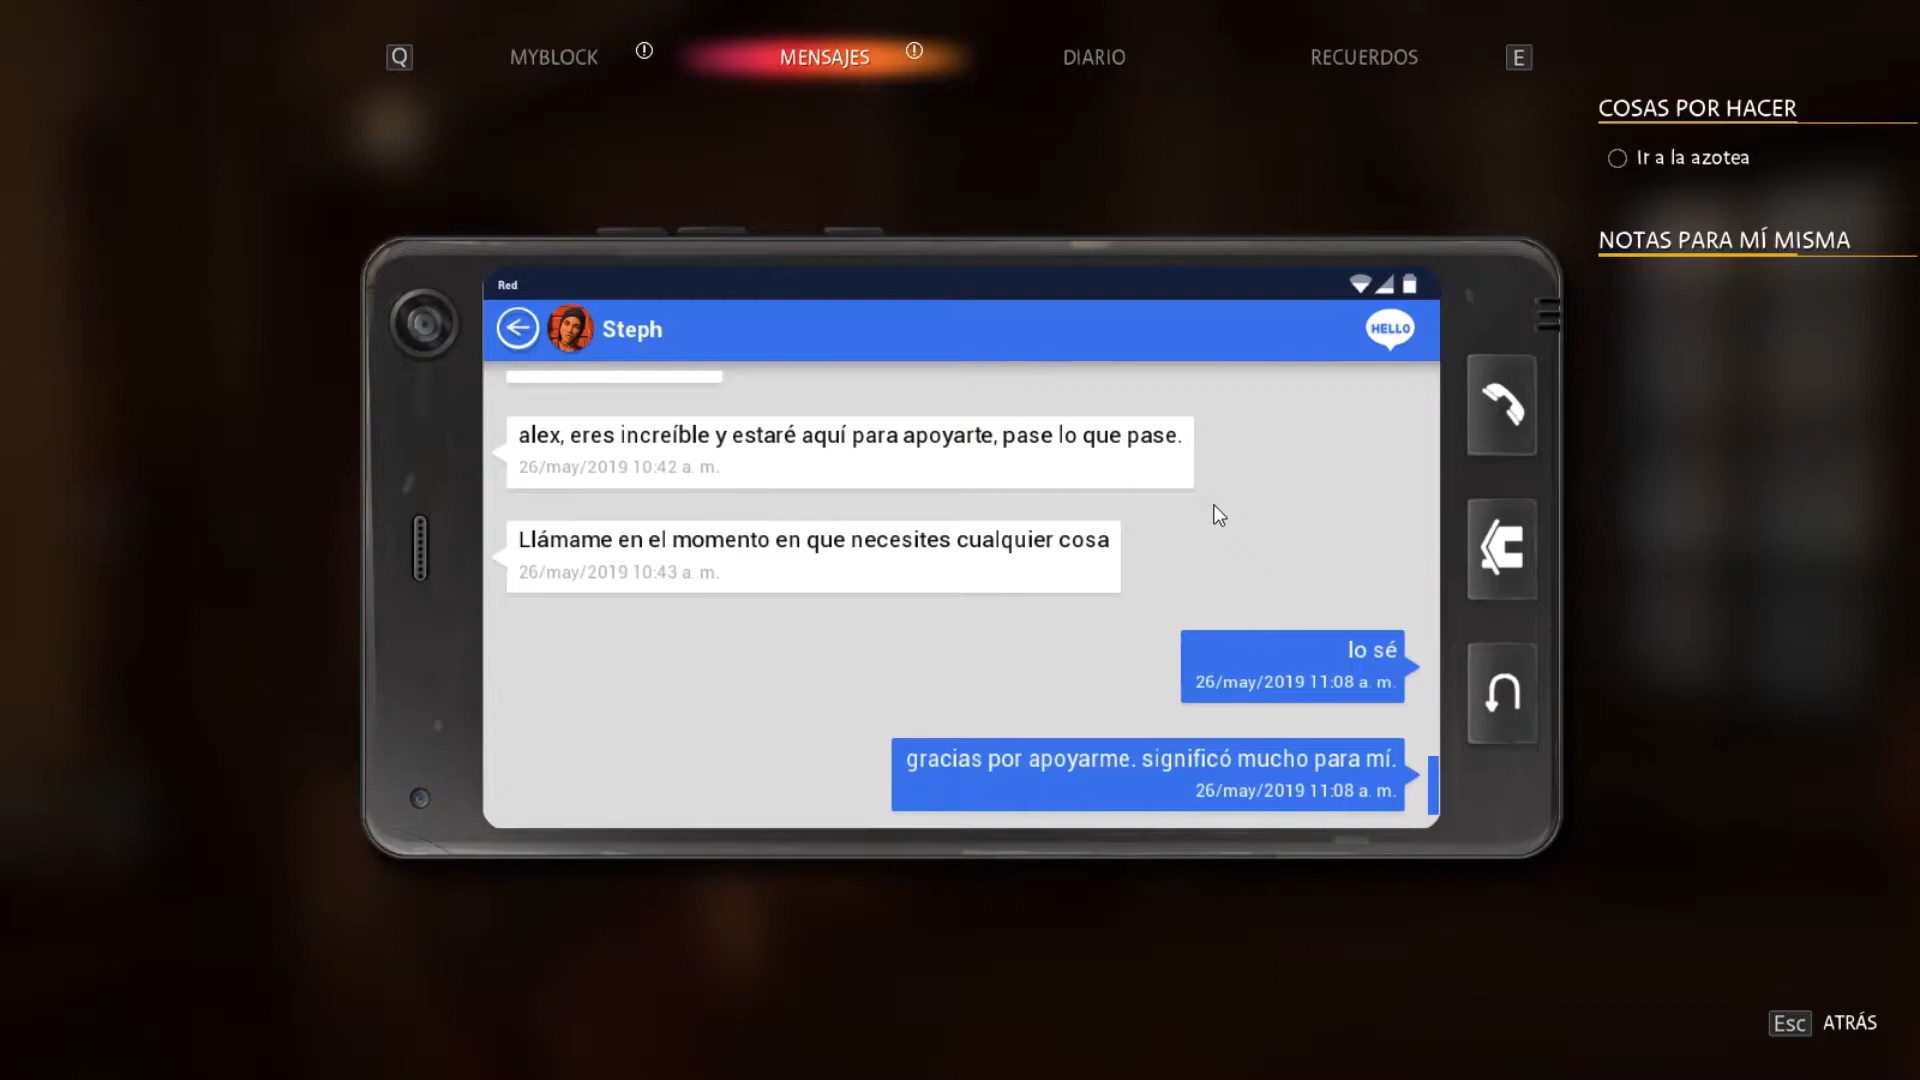 Q
MYBLOCK
MENSAJES
DIARIO
RECUERDOS
E
COSAS POR HACER
Ir a la azotea
NOTAS PARA MÍ MISMA
Red
Steph
HELLO
alex, eres increíble y estaré aquí para apoyarte, pase lo que pase.
26/may/2019 10:42 a. m.
Llámame en el momento en que necesites cualquier cosa
26/may/2019 10:43 a. m.
lo sé
26/may/2019 11:08 a. m.
gracias por apoyarme. significó mucho para mí.
26/may/2019 11:08 a. m.
Esc ATRÁS